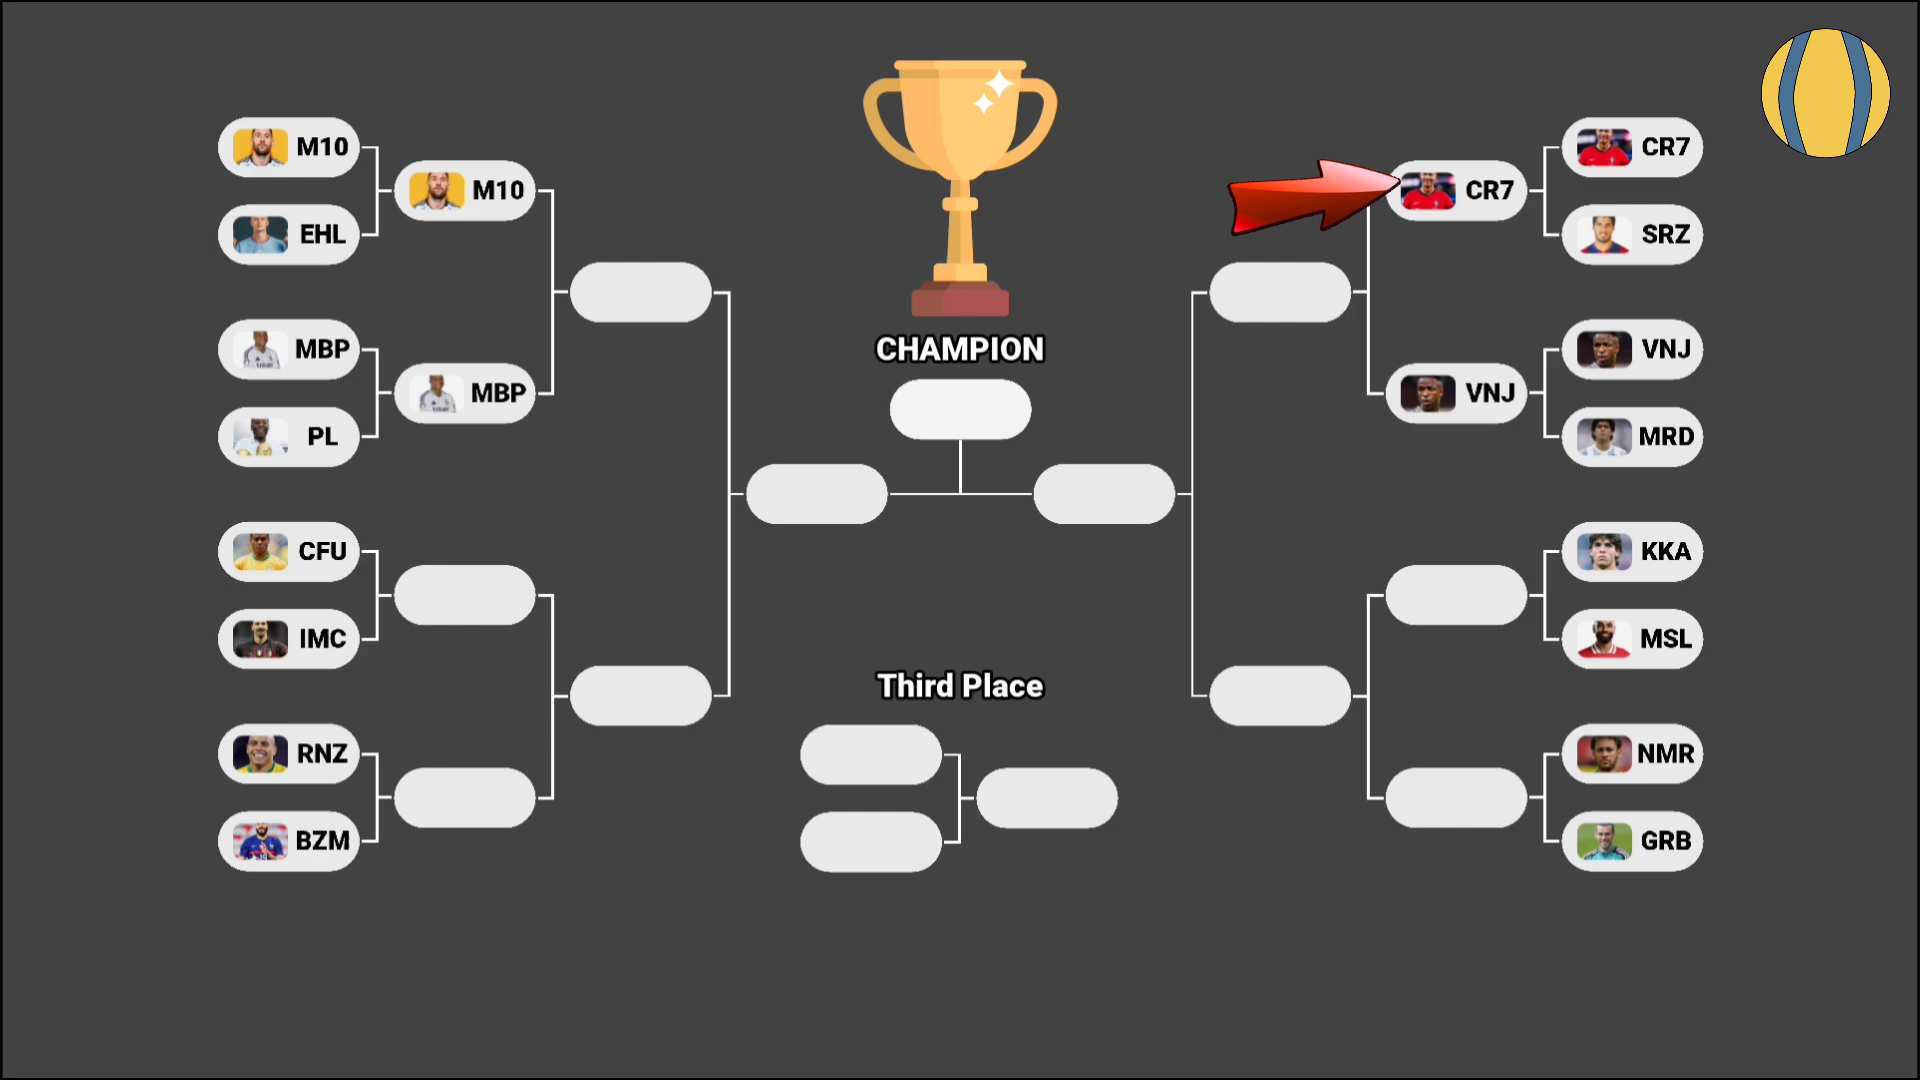 M10
EHL
M10
MBP
PL
MBP
CFU
IMC
RNZ
BZM
CHAMPION
Third Place
CR7
CR7
SRZ
VNJ
VNJ
MRD
KKA
MSL
NMR
GRB